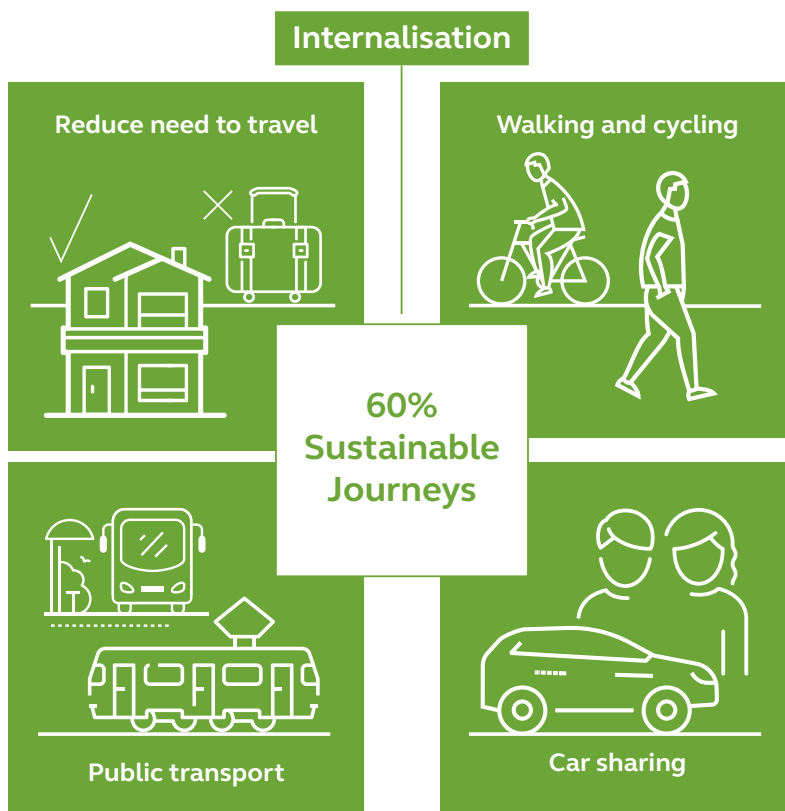 Internalisation
Reduce need to travel
Walking and cycling
60%
Sustainable
Journeys
Public transport
Car sharing